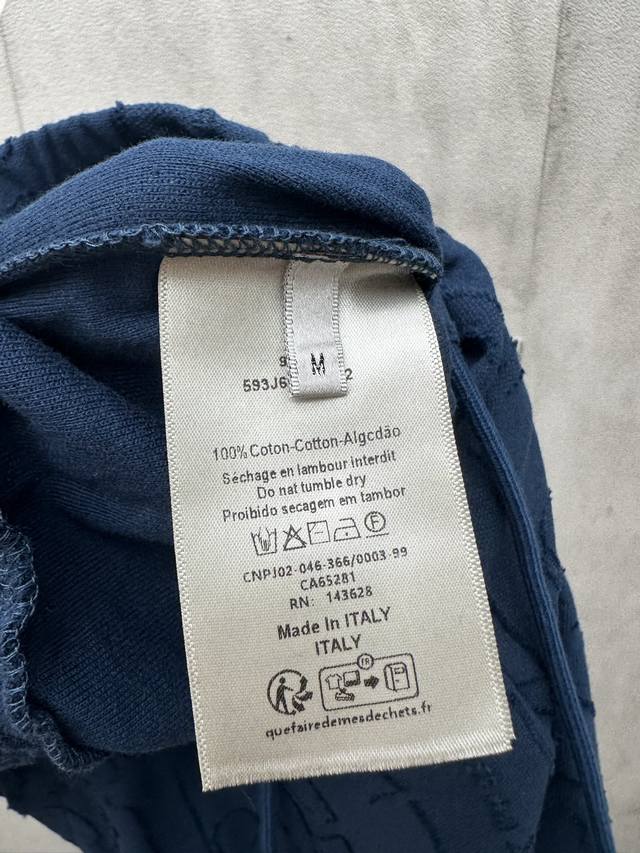 M
100% Coton-Cotton-Algcdão
Séchage en lambour interdit
Do nat tumble dry
Proibido secagem em tambor
CNPJ02-046-366/0003-99
CA65281
RN: 143628
Made In ITALY
ITALY
FR
quefairedemesdechets.fr